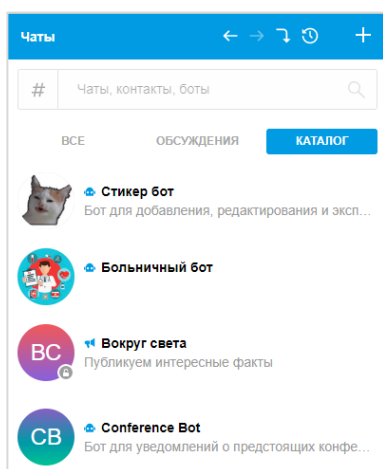 Чаты
# Чаты, контакты, боты
ВСЕ ОБСУЖДЕНИЯ КАТАЛОГ
Стикер бот
Бот для добавления, редактирования и эксп...
Больничный бот
ВС Вокруг света
Публикуем интересные факты
CB Conference Bot
Бот для уведомлений о предстоящих конфе...